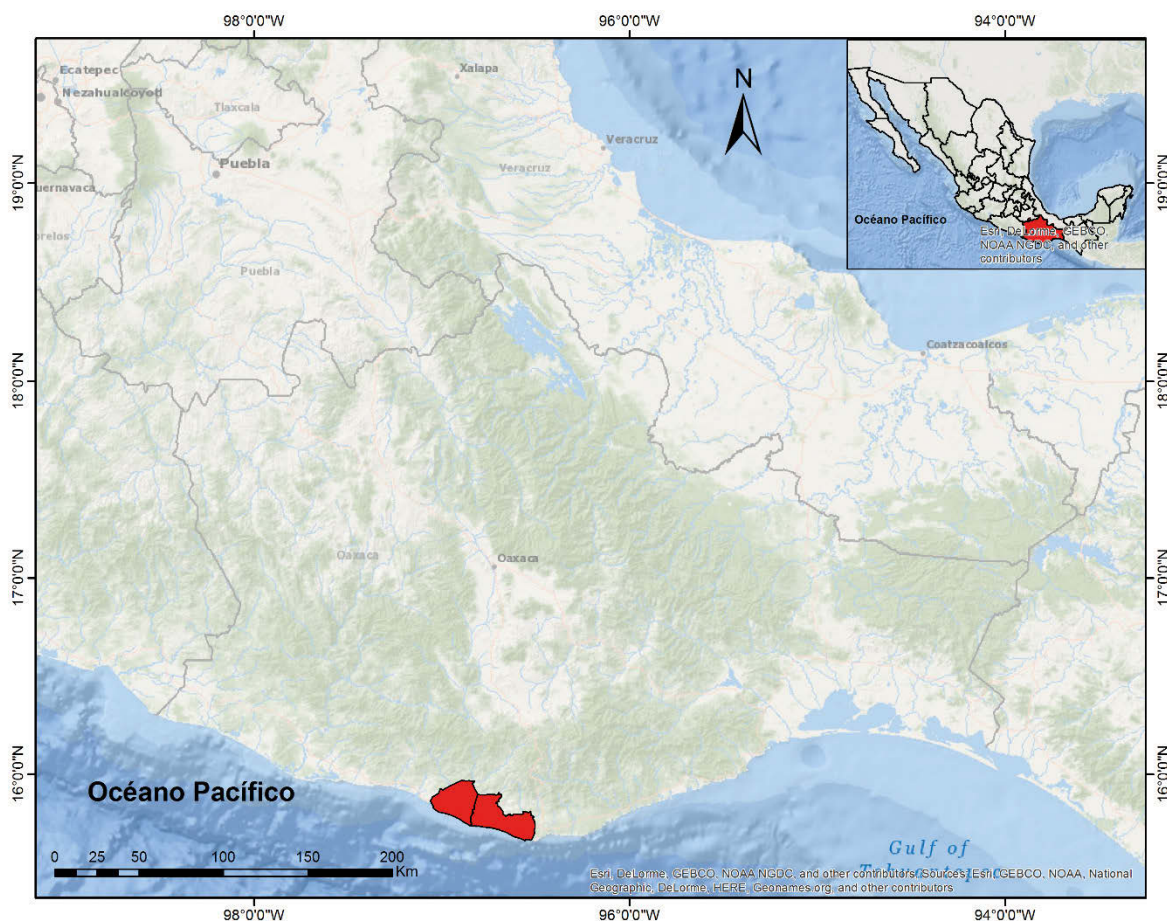 98°0'0"W
96°0'0"W
94°0'0"W
Ecatepec
Nezahualcoyotl
Tlaxcala
Xalapa
N
Puebla
uernavaca
orelos
Veracruz
Veracruz
Puebla
Coatzacoalcos
Oaxaca
Oaxaca
Océano Pacífico
Esri, DeLorme, GEBCO,
NOAA NGDC, and other
contributors
19°0'0"N
18°0'0"N
17°0'0"N
16°0'0"N
19°0'0"N
18°0'0"N
17°0'0"N
16°0'0"N
Océano Pacífico
Gulf of
0 25 50 100 150 200
Km
Esri, DeLorme, GEBCO, NOAA NGDC, and other contributors, Sources: Esri, GEBCO, NOAA, National
Geographic, DeLorme, HERE, Geonames.org, and other contributors
98°0'0"W
96°0'0"W
94°0'0"W